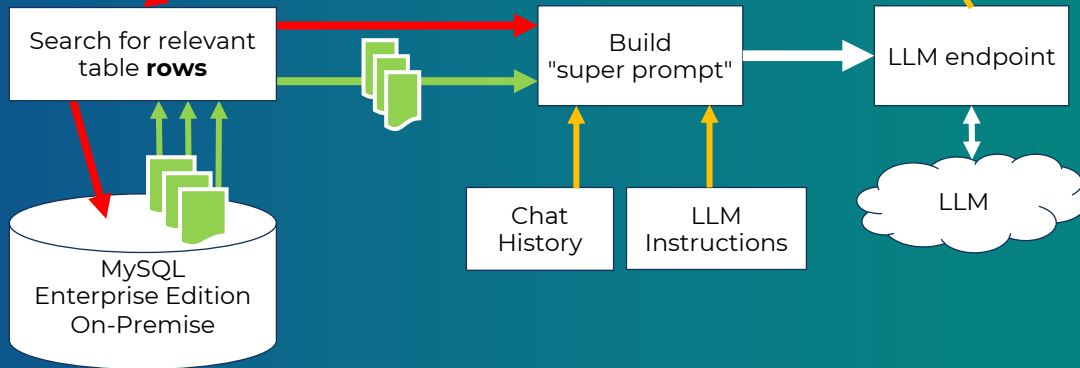 Search for relevant
table rows
Build
"super prompt"
LLM endpoint
Chat
History
LLM
Instructions
LLM
MySQL
Enterprise Edition
On-Premise